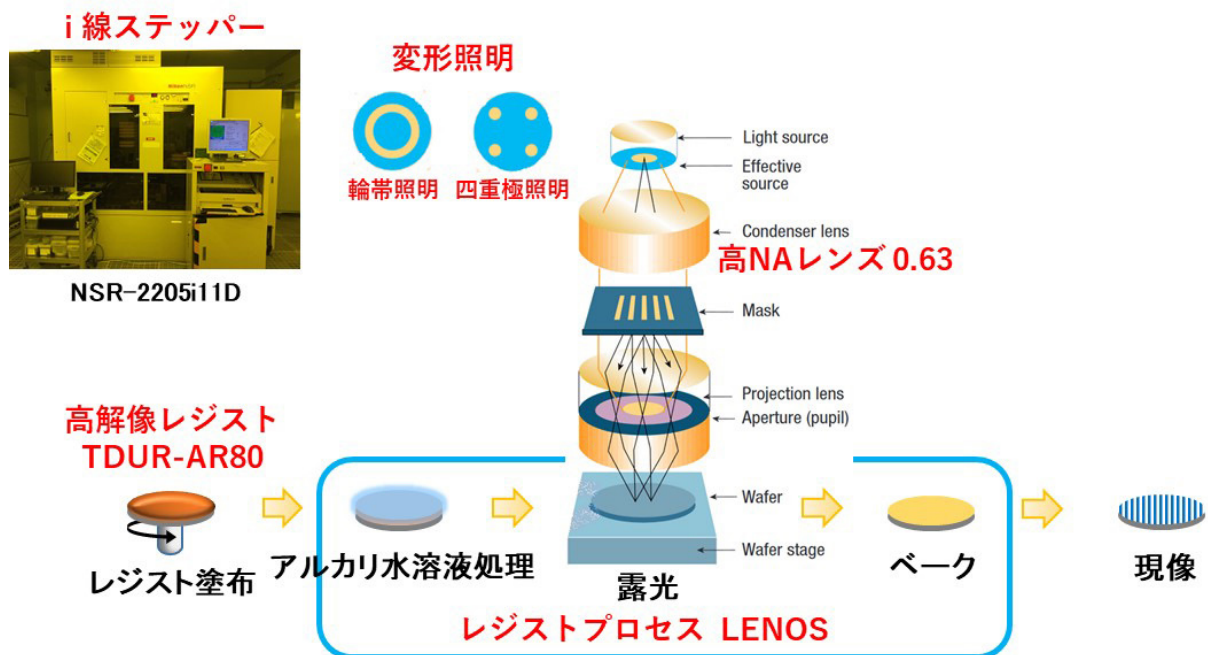 i 線ステッパー
NSR-2205i11D
変形照明
輪帯照明
四重極照明
Light source
Effective
source
Condenser lens
高NAレンズ 0.63
Mask
Projection lens
Aperture (pupil)
Wafer
Wafer stage
高解像レジスト
TDUR-AR80
レジスト塗布
アルカリ水溶液処理
露光
ベーク
現像
レジストプロセス LENOS